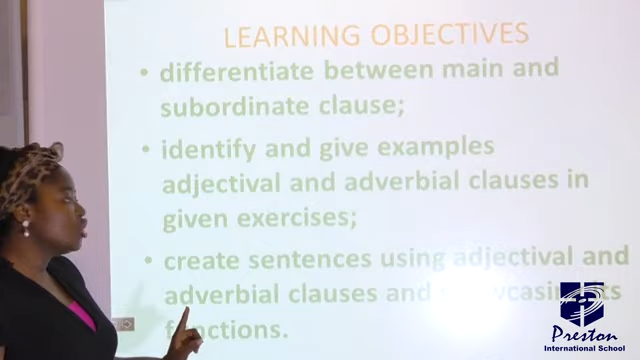 LEARNING OBJECTIVES
• differentiate between main and
subordinate clause;
• identify and give examples
adjectival and adverbial clauses in
given exercises;
• create sentences using adjectival and
adverbial clauses and its
functions.
Preston
International School